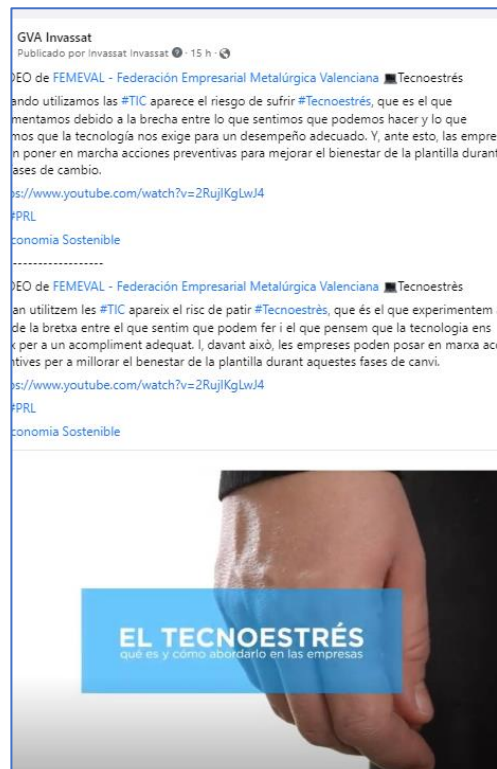 GVA Invassat
Publicado por Invassat Invassat · 15 h ·
DEO de FEMEVAL - Federación Empresarial Metalúrgica Valenciana Tecnoestrés
ando utilizamos las #TIC aparece el riesgo de sufrir #Tecnoestrés, que es el que
mentamos debido a la brecha entre lo que sentimos que podemos hacer y lo que
mos que la tecnología nos exige para un desempeño adecuado. Y, ante esto, las empre
n poner en marcha acciones preventivas para mejorar el bienestar de la plantilla durant
ases de cambio.
ps://www.youtube.com/watch?v=2RujlKgLwJ4
#PRL
conomia Sostenible
------------------
DEO de FEMEVAL - Federación Empresarial Metalúrgica Valenciana Tecnoestrès
an utilitzem les #TIC apareix el risc de patir #Tecnoestrès, que és el que experimentem
de la bretxa entre el que sentim que podem fer i el que pensem que la tecnologia ens
x per a un acompliment adequat. I, davant això, les empreses poden posar en marxa acc
ntives per a millorar el benestar de la plantilla durant aquestes fases de canvi.
ps://www.youtube.com/watch?v=2RujlKgLwJ4
#PRL
conomia Sostenible
EL TECNOESTRÉS
qué es y cómo abordarlo en las empresas